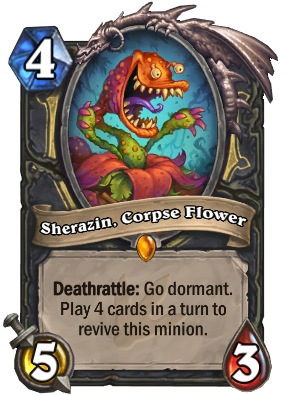 4
Sherazin, Corpse Flower
Deathrattle: Go dormant.
Play 4 cards in a turn to
revive this minion.
5
3